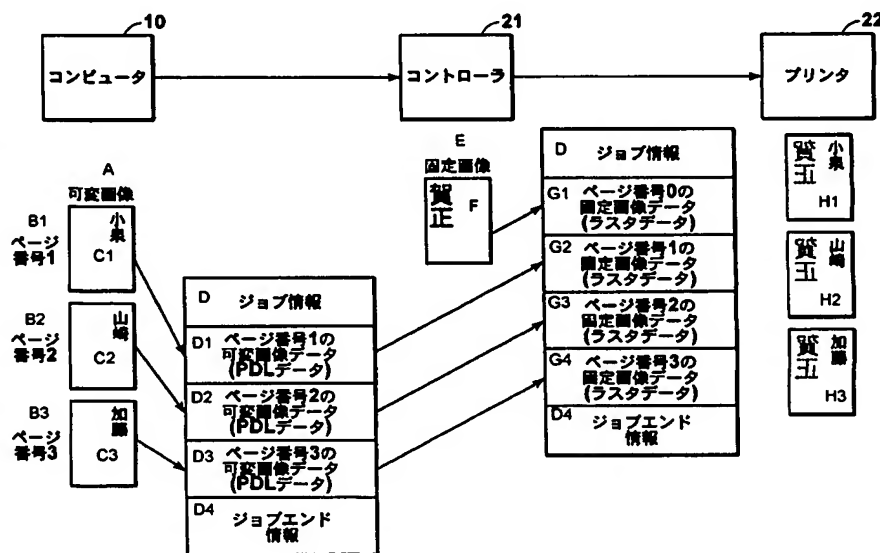 10
21
22
コンピュータ
コントローラ
プリンタ
A
可変画像
B1
ページ
番号1
小泉
C1
B2
ページ
番号2
山崎
C2
B3
ページ
番号3
加藤
C3
D
ジョブ情報
D1 ページ番号1の
可変画像データ
(PDLデータ)
D2 ページ番号2の
可変画像データ
(PDLデータ)
D3 ページ番号3の
可変画像データ
(PDLデータ)
D4
ジョブエンド
情報
E
固定画像
賀正
F
D
ジョブ情報
G1 ページ番号0の
固定画像データ
(ラスタデータ)
G2 ページ番号1の
固定画像データ
(ラスタデータ)
G3 ページ番号2の
固定画像データ
(ラスタデータ)
G4 ページ番号3の
固定画像データ
(ラスタデータ)
D4
ジョブエンド
情報
小泉
賀正
H1
山崎
賀正
H2
加藤
賀正
H3